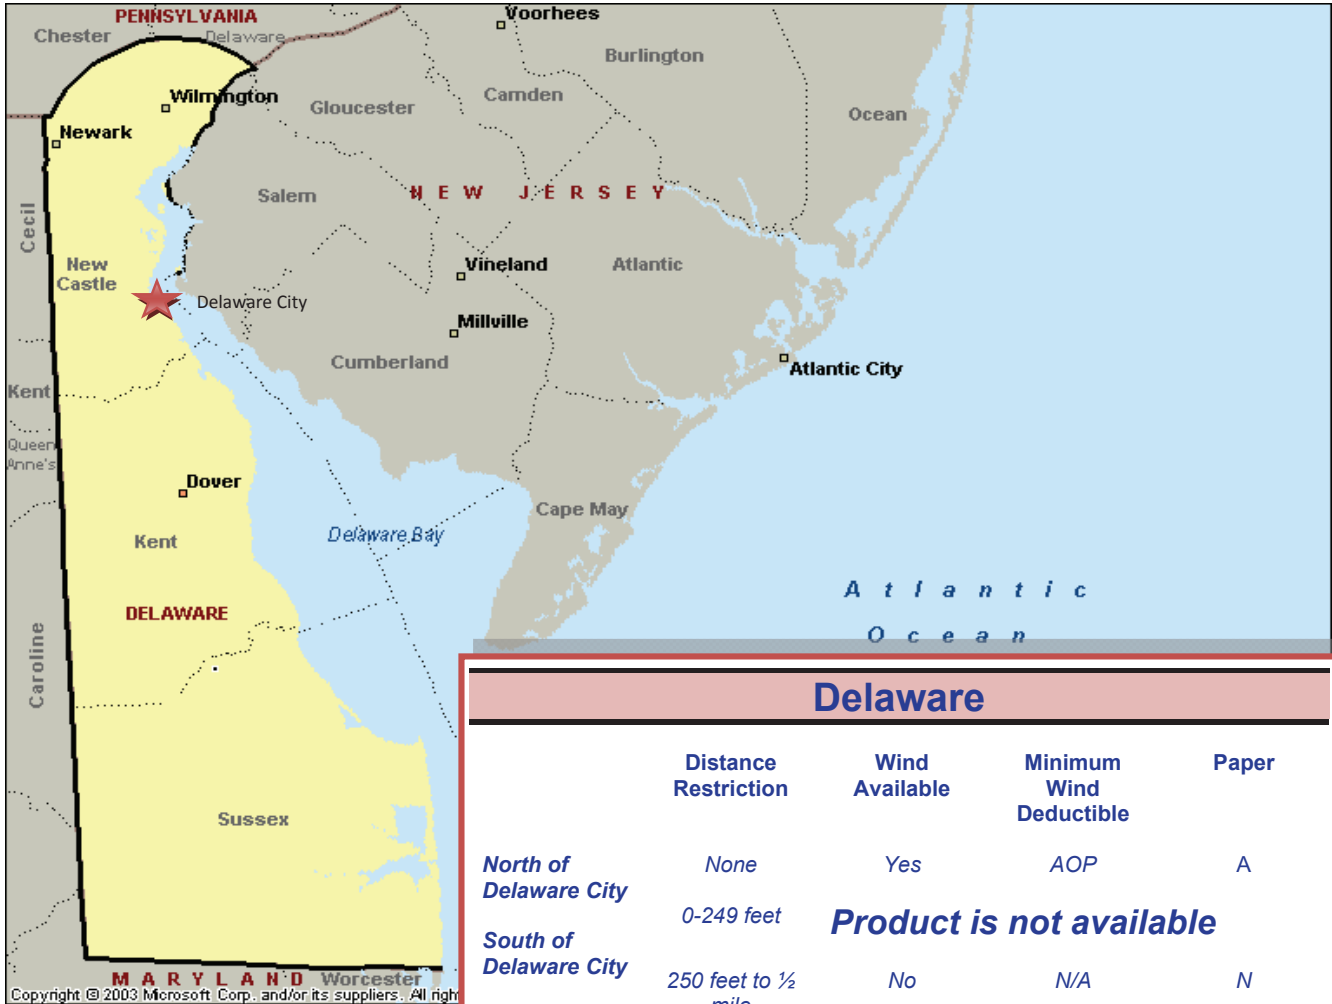 PENNSYLVANIA
Chester
Delaware
Voorhees
Burlington
Wilmington
Gloucester
Camden
Ocean
Newark
Salem
NEW JERSEY
Cecil
New
Castle
Vineland
Atlantic
Delaware City
Millville
Cumberland
Atlantic City
Kent
Queen
Anne's
Dover
Cape May
Delaware Bay
Kent
Atlantic
Ocean
DELAWARE
Caroline
Sussex
MARYLAND
Worcester
Copyright © 2003 Microsoft Corp. and/or its suppliers. All righ
Delaware
Distance
Restriction
Wind
Available
Minimum
Wind
Deductible
Paper
North of
Delaware City
None
Yes
AOP
A
South of
Delaware City
0-249 feet
Product is not available
250 feet to ½
mile
No
N/A
N